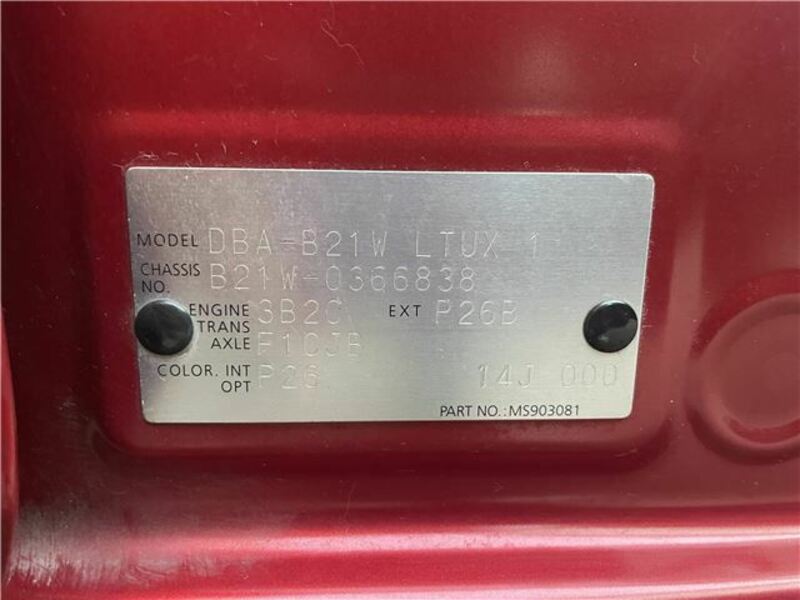 MODEL DBA-B21W LTUX 1
CHASSIS NO. B21W-0366838
ENGINE 3B20 EXT P26B
TRANS AXLE F1CJB
COLOR. INT OPT P26 14J 000
PART NO.:MS903081